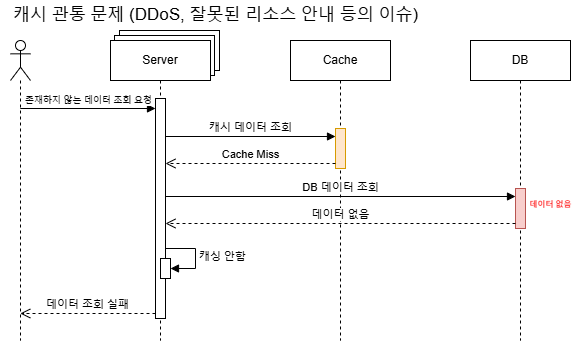 캐시 관통 문제 (DDoS, 잘못된 리소스 안내 등의 이슈)
Server
Cache
DB
존재하지 않는 데이터 조회 요청
캐시 데이터 조회
Cache Miss
DB 데이터 조회
데이터 없음
데이터 없음
캐싱 안함
데이터 조회 실패